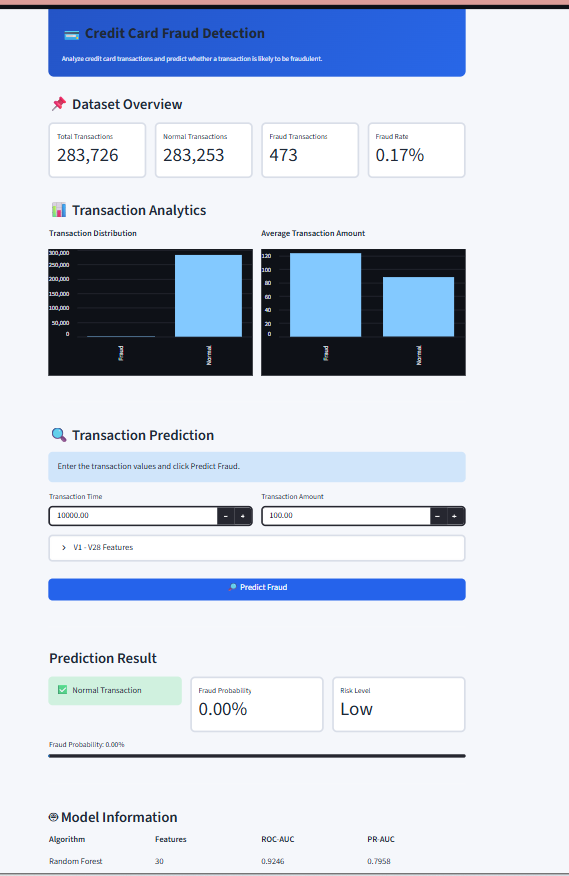 Credit Card Fraud Detection
Analyze credit card transactions and predict whether a transaction is likely to be fraudulent.
Dataset Overview
Total Transactions
283,726
Normal Transactions
283,253
Fraud Transactions
473
Fraud Rate
0.17%
Transaction Analytics
Transaction Distribution
300,000
250,000
200,000
150,000
100,000
50,000
0
Fraud
Normal
Average Transaction Amount
120
100
80
60
40
20
0
Fraud
Normal
Transaction Prediction
Enter the transaction values and click Predict Fraud.
Transaction Time
10000.00
Transaction Amount
100.00
V1 - V28 Features
Predict Fraud
Prediction Result
Normal Transaction
Fraud Probability
0.00%
Risk Level
Low
Fraud Probability: 0.00%
Model Information
Algorithm Features ROC-AUC PR-AUC
Random Forest 30 0.9246 0.7958